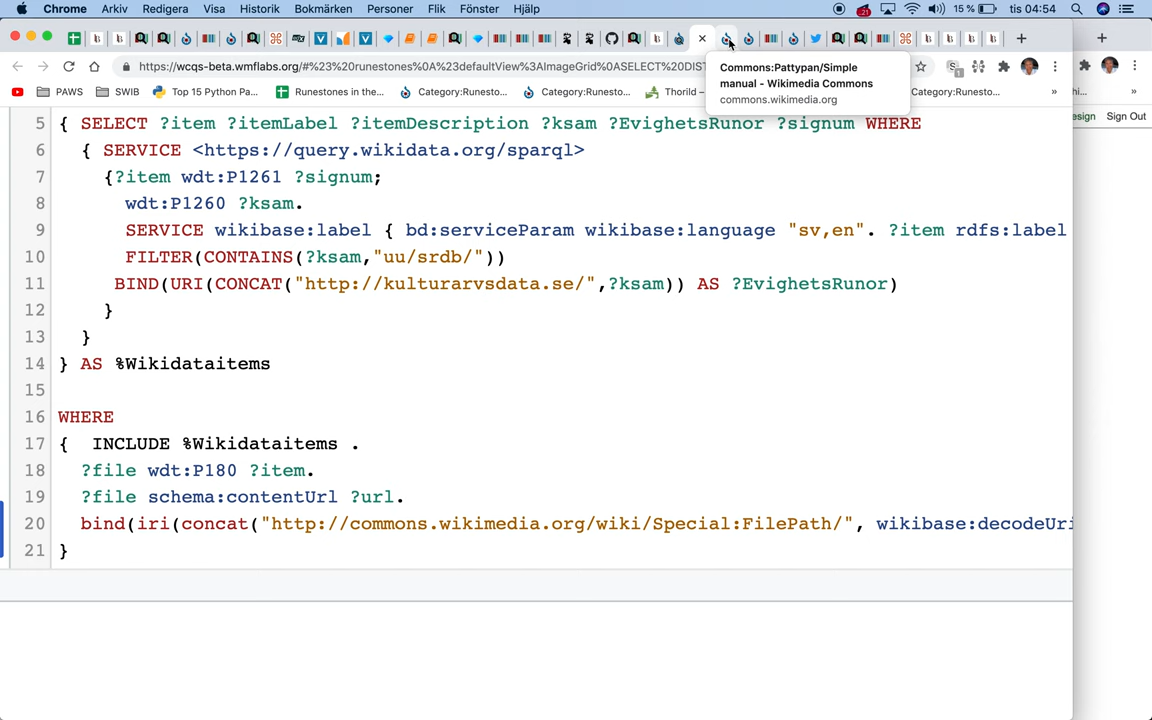 Chrome Arkiv Redigera Visa Historik Bokmärken Personer Flik Fönster Hjälp 21 15 % tis 04:54
https://wcqs-beta.wmflabs.org/#%23%20runestones%0A%23defaultView%3AImageGrid%0ASELECT%20DIST
Commons:Pattypan/Simple
manual - Wikimedia Commons
commons.wikimedia.org
PAWS SWIB Top 15 Python Pa... Runestones in the... Category:Runesto... Category:Runesto... Thorild – Category:Runesto... » hi... »
esign Sign Out
5 { SELECT ?item ?itemLabel ?itemDescription ?ksam ?EvighetsRunor ?signum WHERE
6 { SERVICE <https://query.wikidata.org/sparql>
7 {?item wdt:P1261 ?signum;
8 wdt:P1260 ?ksam.
9 SERVICE wikibase:label { bd:serviceParam wikibase:language "sv,en". ?item rdfs:label
10 FILTER(CONTAINS(?ksam,"uu/srdb/"))
11 BIND(URI(CONCAT("http://kulturarvsdata.se/",?ksam)) AS ?EvighetsRunor)
12 }
13 }
14 } AS %Wikidataitems
15
16 WHERE
17 { INCLUDE %Wikidataitems .
18 ?file wdt:P180 ?item.
19 ?file schema:contentUrl ?url.
20 bind(iri(concat("http://commons.wikimedia.org/wiki/Special:FilePath/", wikibase:decodeUri
21 }